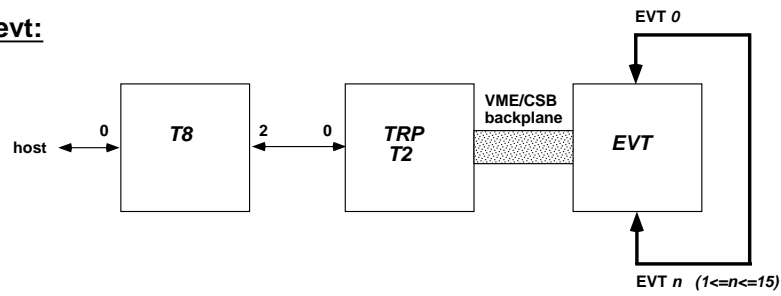 evt:
EVT 0
VME/CSB
backplane
host
0
T8
2
0
TRP
T2
EVT
EVT n (1<=n<=15)